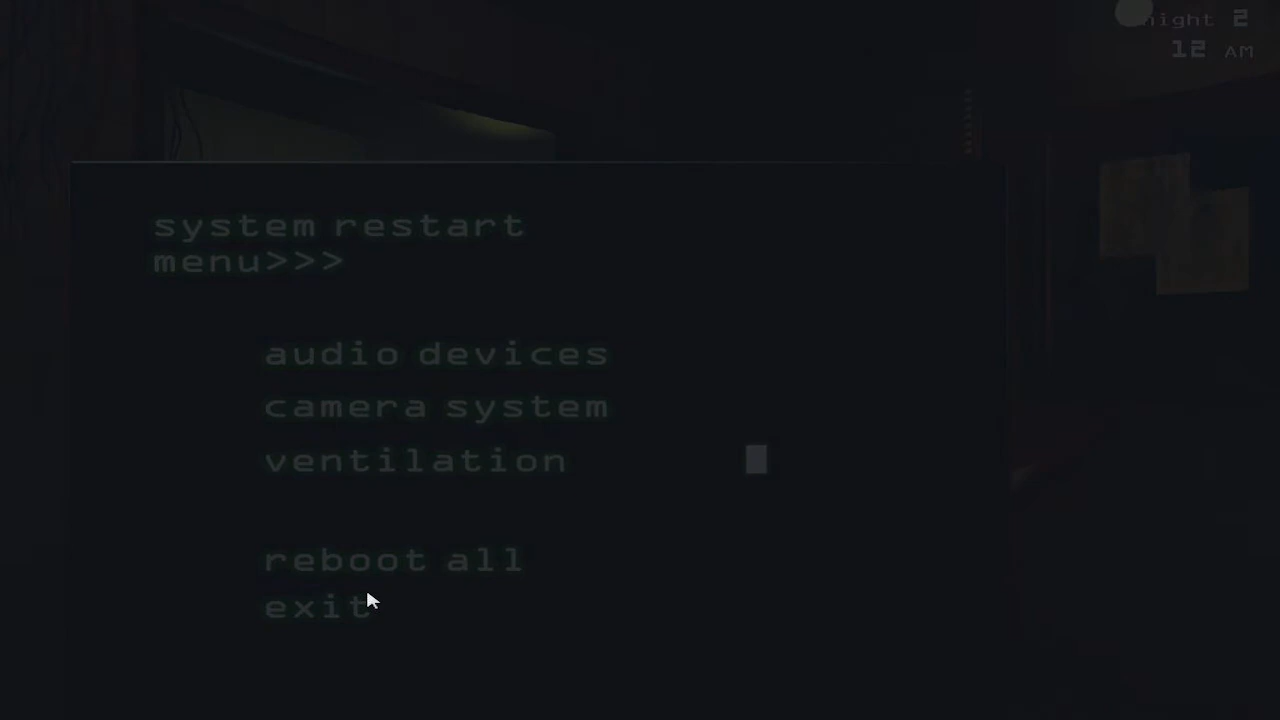 night 2
12 AM
system restart
menu>>>
audio devices
camera system
ventilation
reboot all
exit